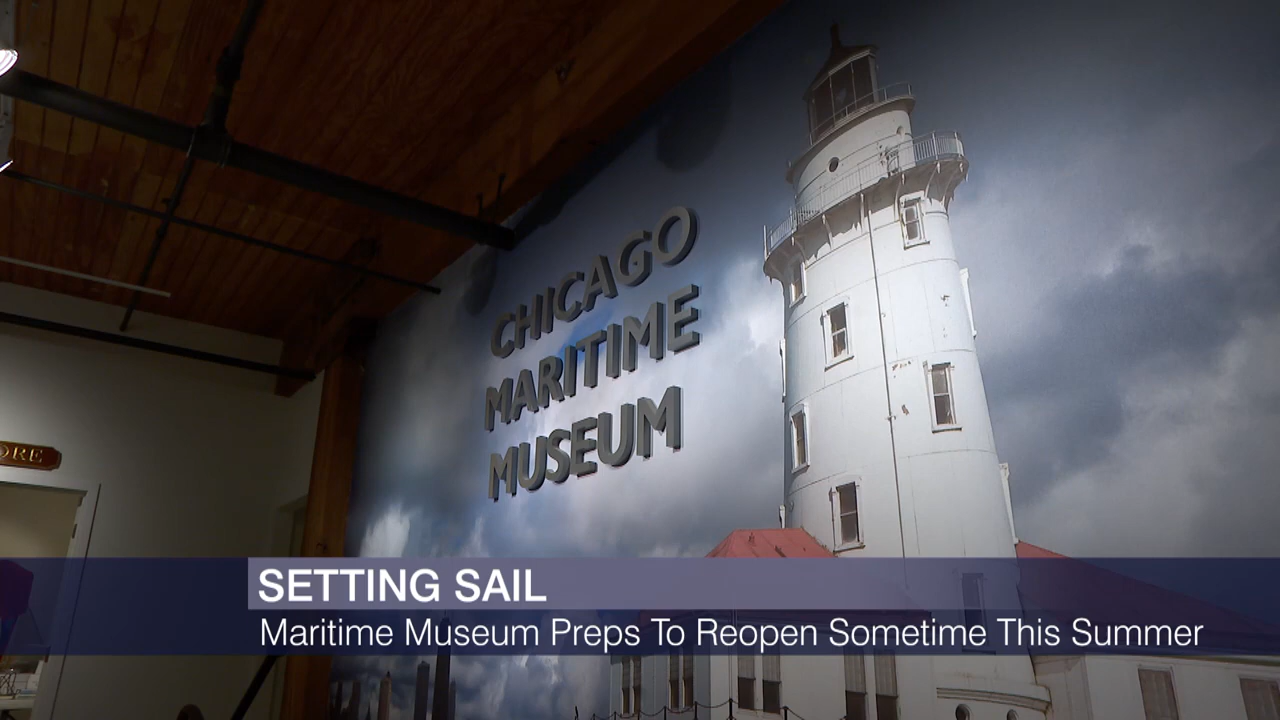 CHICAGO
MARITIME
MUSEUM
SETTING SAIL
Maritime Museum Preps To Reopen Sometime This Summer